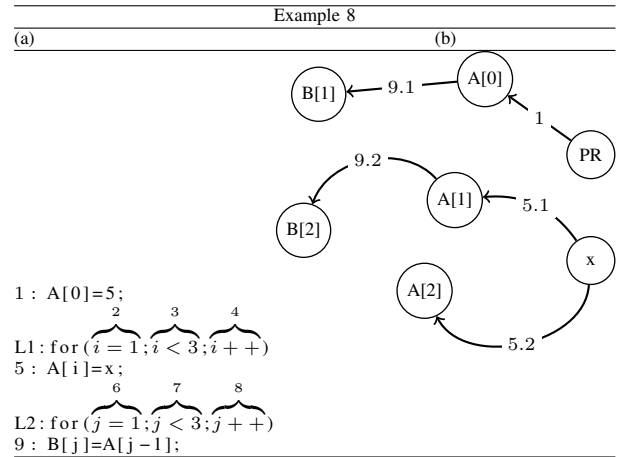 Example 8
(a) (b)
A[0]
B[1] 9.1
1
PR
9.2
A[1] 5.1
B[2]
x
A[2]
5.2
1: A[0]=5;
2 3 4
L1:for(i = 1;i < 3;i + +)
5: A[i]=x;
6 7 8
L2:for(j = 1;j < 3;j + +)
9: B[j]=A[j-1];